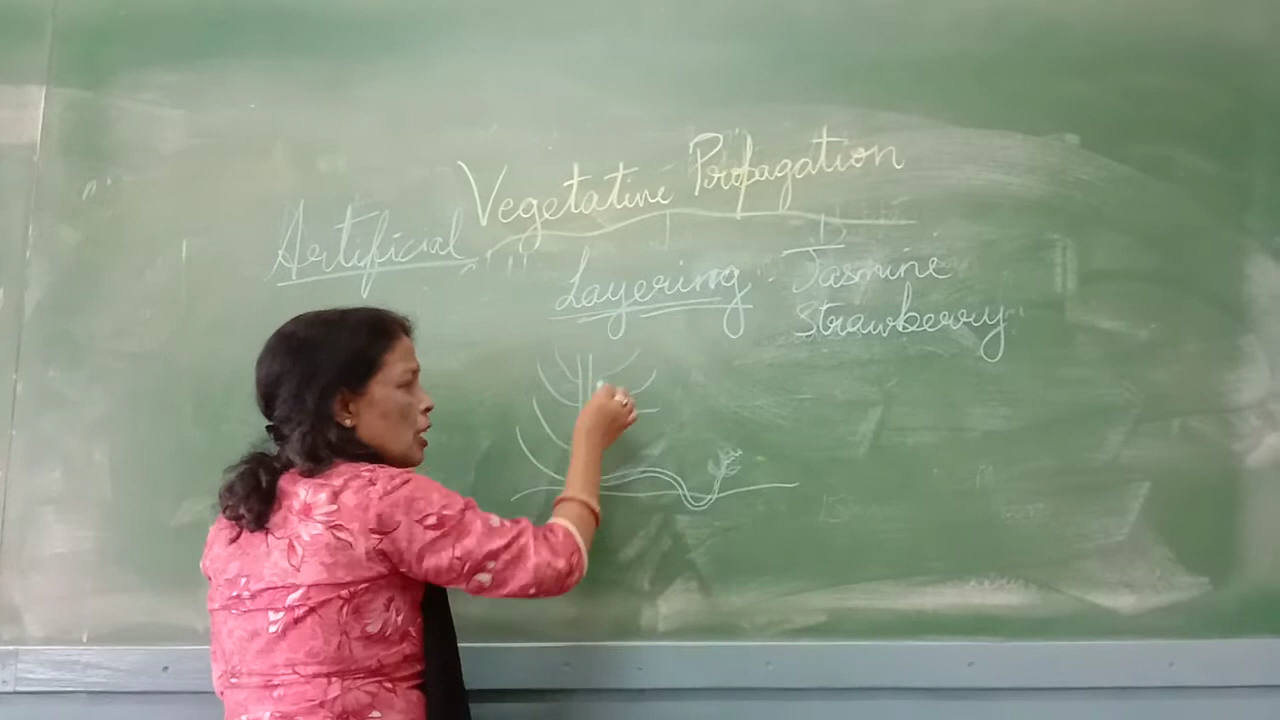 Vegetative Propagation
Artificial
Layering - Jasmine
Strawberry